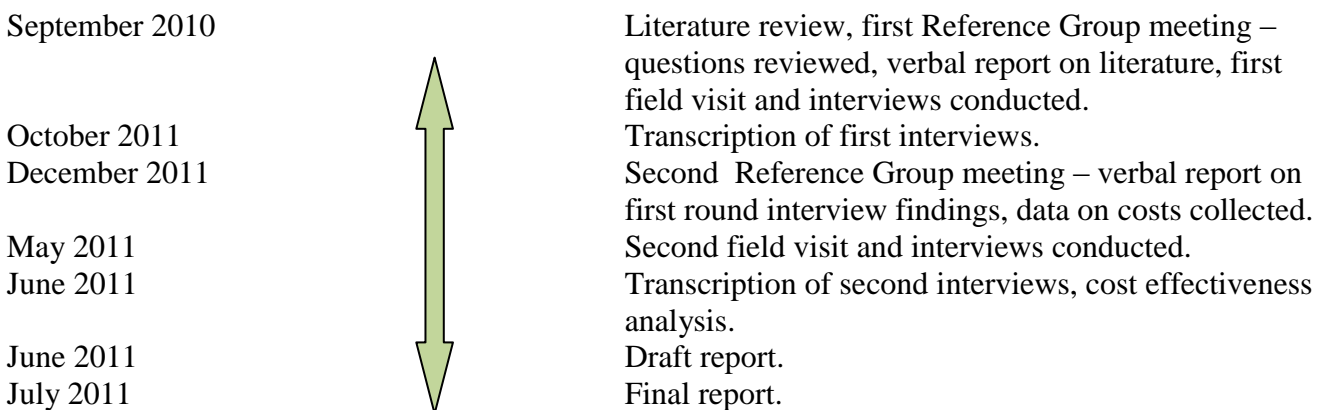 September 2010 Literature review, first Reference Group meeting –
questions reviewed, verbal report on literature, first
field visit and interviews conducted.
October 2011 Transcription of first interviews.
December 2011 Second  Reference Group meeting – verbal report on
first round interview findings, data on costs collected.
May 2011 Second field visit and interviews conducted.
June 2011 Transcription of second interviews, cost effectiveness
analysis.
June 2011 Draft report.
July 2011 Final report.